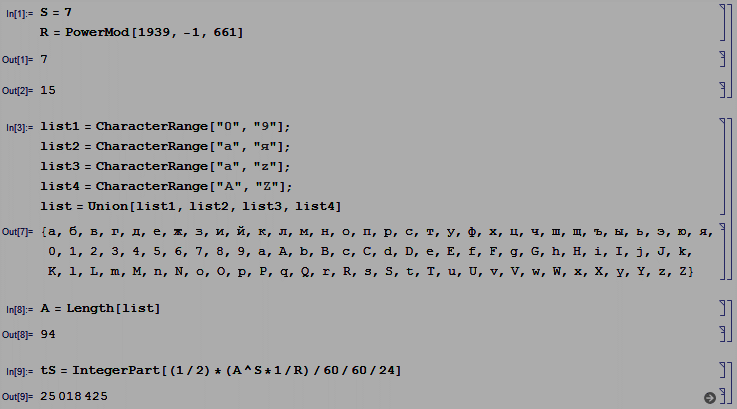 In[1]:= S = 7
R = PowerMod[1939, -1, 661]
Out[1]= 7
Out[2]= 15
In[3]:= list1 = CharacterRange["0", "9"];
list2 = CharacterRange["а", "я"];
list3 = CharacterRange["a", "z"];
list4 = CharacterRange["A", "Z"];
list = Union[list1, list2, list3, list4]
Out[7]= {а, б, в, г, д, е, ж, з, и, й, к, л, м, н, о, п, р, с, т, у, ф, х, ц, ч, ш, щ, ъ, ы, ь, э, ю, я,
0, 1, 2, 3, 4, 5, 6, 7, 8, 9, a, A, b, B, c, C, d, D, e, E, f, F, g, G, h, H, i, I, j, J, k,
K, l, L, m, M, n, N, o, O, p, P, q, Q, r, R, s, S, t, T, u, U, v, V, w, W, x, X, y, Y, z, Z}
In[8]:= A = Length[list]
Out[8]= 94
In[9]:= tS = IntegerPart[(1/2)*(A^S*1/R)/60/60/24]
Out[9]= 25 018 425